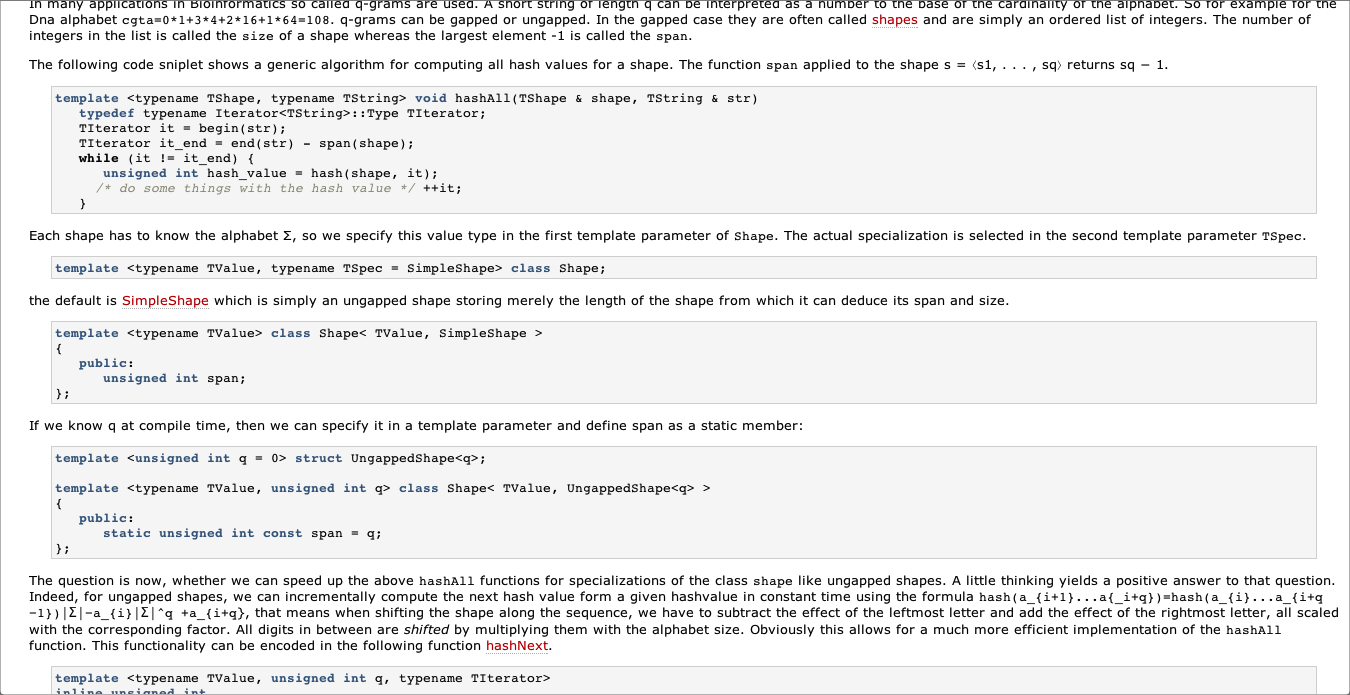 In many applications in Bioinformatics so called q-grams are used. A short string of length q can be interpreted as a number to the base of the cardinality of the alphabet. So for example for the
Dna alphabet cgta=0*1+3*4+2*16+1*64=108. q-grams can be gapped or ungapped. In the gapped case they are often called shapes and are simply an ordered list of integers. The number of
integers in the list is called the size of a shape whereas the largest element -1 is called the span.
The following code sniplet shows a generic algorithm for computing all hash values for a shape. The function span applied to the shape s = ⟨s1, . . . , sq⟩ returns sq − 1.
template <typename TShape, typename TString> void hashAll(TShape & shape, TString & str)
typedef typename Iterator<TString>::Type TIterator;
TIterator it = begin(str);
TIterator it_end = end(str) - span(shape);
while (it != it_end) {
unsigned int hash_value = hash(shape, it);
/* do some things with the hash value */ ++it;
}
Each shape has to know the alphabet Σ, so we specify this value type in the first template parameter of Shape. The actual specialization is selected in the second template parameter TSpec.
template <typename TValue, typename TSpec = SimpleShape> class Shape;
the default is SimpleShape which is simply an ungapped shape storing merely the length of the shape from which it can deduce its span and size.
template <typename TValue> class Shape< TValue, SimpleShape >
{
public:
unsigned int span;
};
If we know q at compile time, then we can specify it in a template parameter and define span as a static member:
template <unsigned int q = 0> struct UngappedShape<q>;
template <typename TValue, unsigned int q> class Shape< TValue, UngappedShape<q> >
{
public:
static unsigned int const span = q;
};
The question is now, whether we can speed up the above hashAll functions for specializations of the class shape like ungapped shapes. A little thinking yields a positive answer to that question.
Indeed, for ungapped shapes, we can incrementally compute the next hash value form a given hashvalue in constant time using the formula hash(a_{i+1}...a{_i+q})=hash(a_{i}...a_{i+q
-1})|Σ|-a_{i}|Σ|^q +a_{i+q}, that means when shifting the shape along the sequence, we have to subtract the effect of the leftmost letter and add the effect of the rightmost letter, all scaled
with the corresponding factor. All digits in between are shifted by multiplying them with the alphabet size. Obviously this allows for a much more efficient implementation of the hashAll
function. This functionality can be encoded in the following function hashNext.
template <typename TValue, unsigned int q, typename TIterator>
inline unsigned int